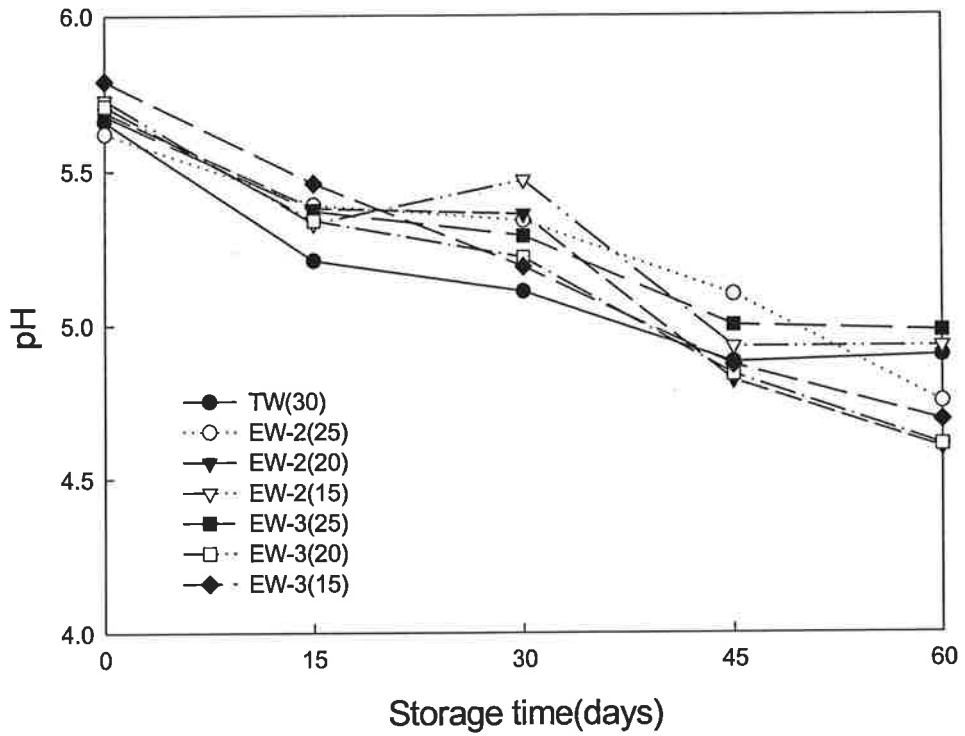 6.0
5.5
5.0
4.5
4.0
pH
TW(30)
EW-2(25)
EW-2(20)
EW-2(15)
EW-3(25)
EW-3(20)
EW-3(15)
0 15 30 45 60
Storage time(days)